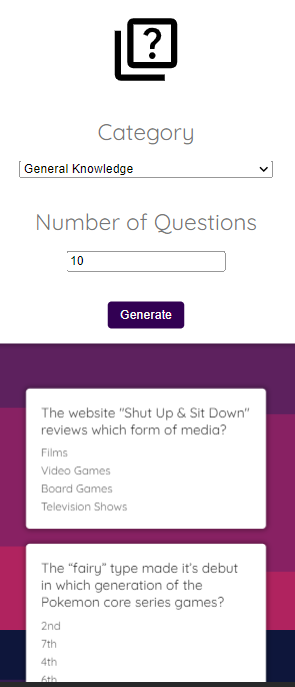 ?
Category
General Knowledge
Number of Questions
10
Generate
The website "Shut Up & Sit Down"
reviews which form of media?
Films
Video Games
Board Games
Television Shows
The “fairy” type made it’s debut
in which generation of the
Pokemon core series games?
2nd
7th
4th
6th